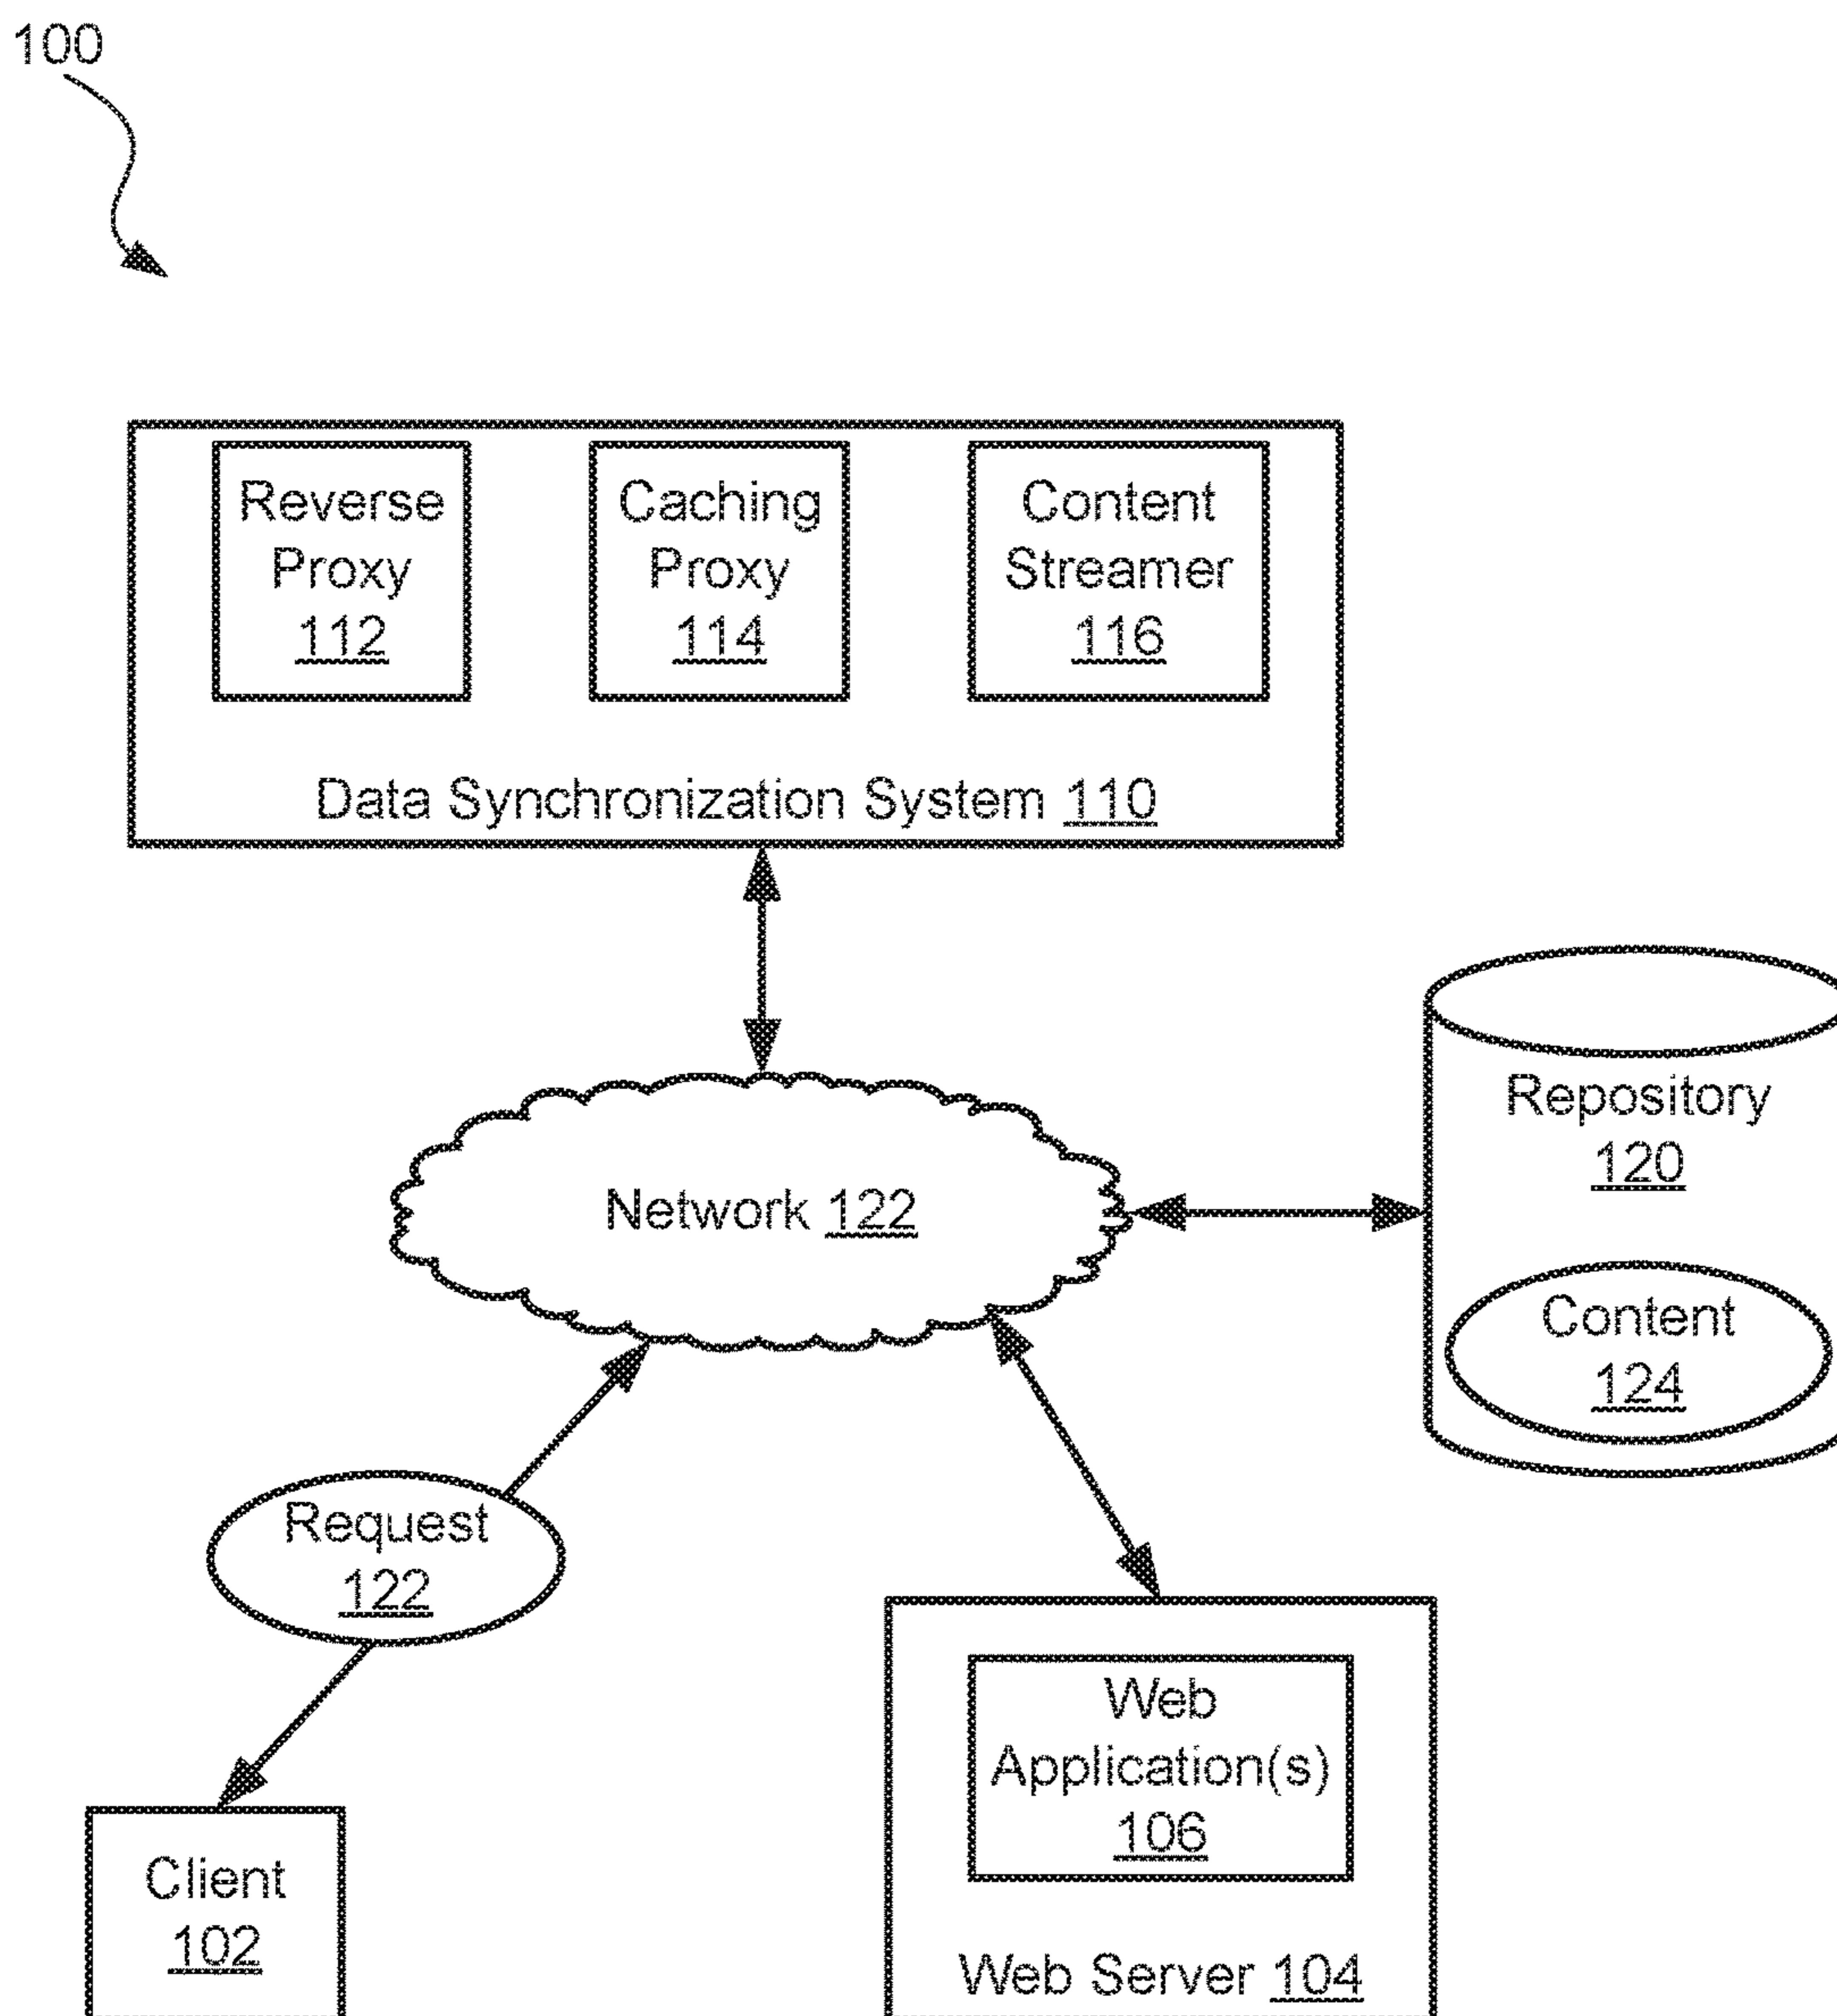 100
Reverse
Proxy
112
Caching
Proxy
114
Content
Streamer
116
Data Synchronization System 110
Network 122
Repository
120
Content
124
Request
122
Web
Application(s)
106
Client
102
Web Server 104